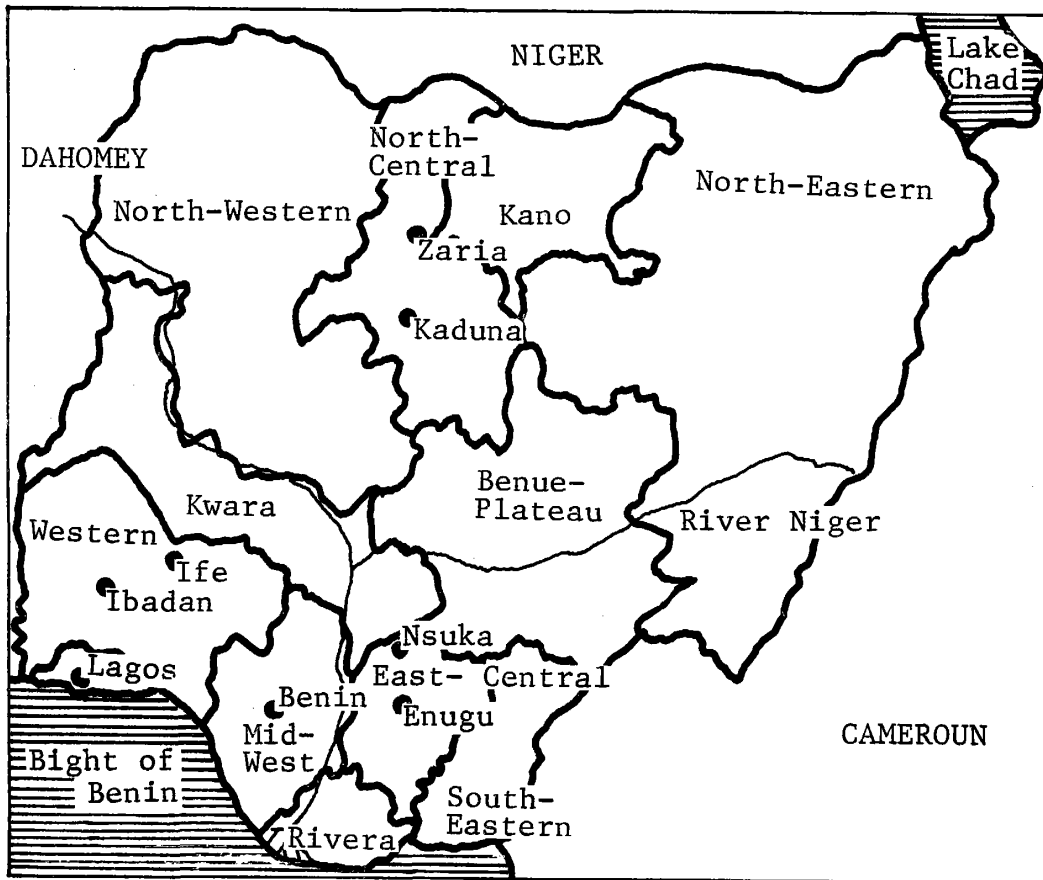 NIGER
Lake
Chad
DAHOMEY
North-
Central
North-Eastern
North-Western
Kano
Zaria
Kaduna
Benue-
Plateau
Kwara
River Niger
Western
Ife
Ibadan
Nsuka
Lagos
East- Central
Benin
Enugu
Mid-
West
CAMEROUN
Bight of
Benin
South-
Eastern
Rivera